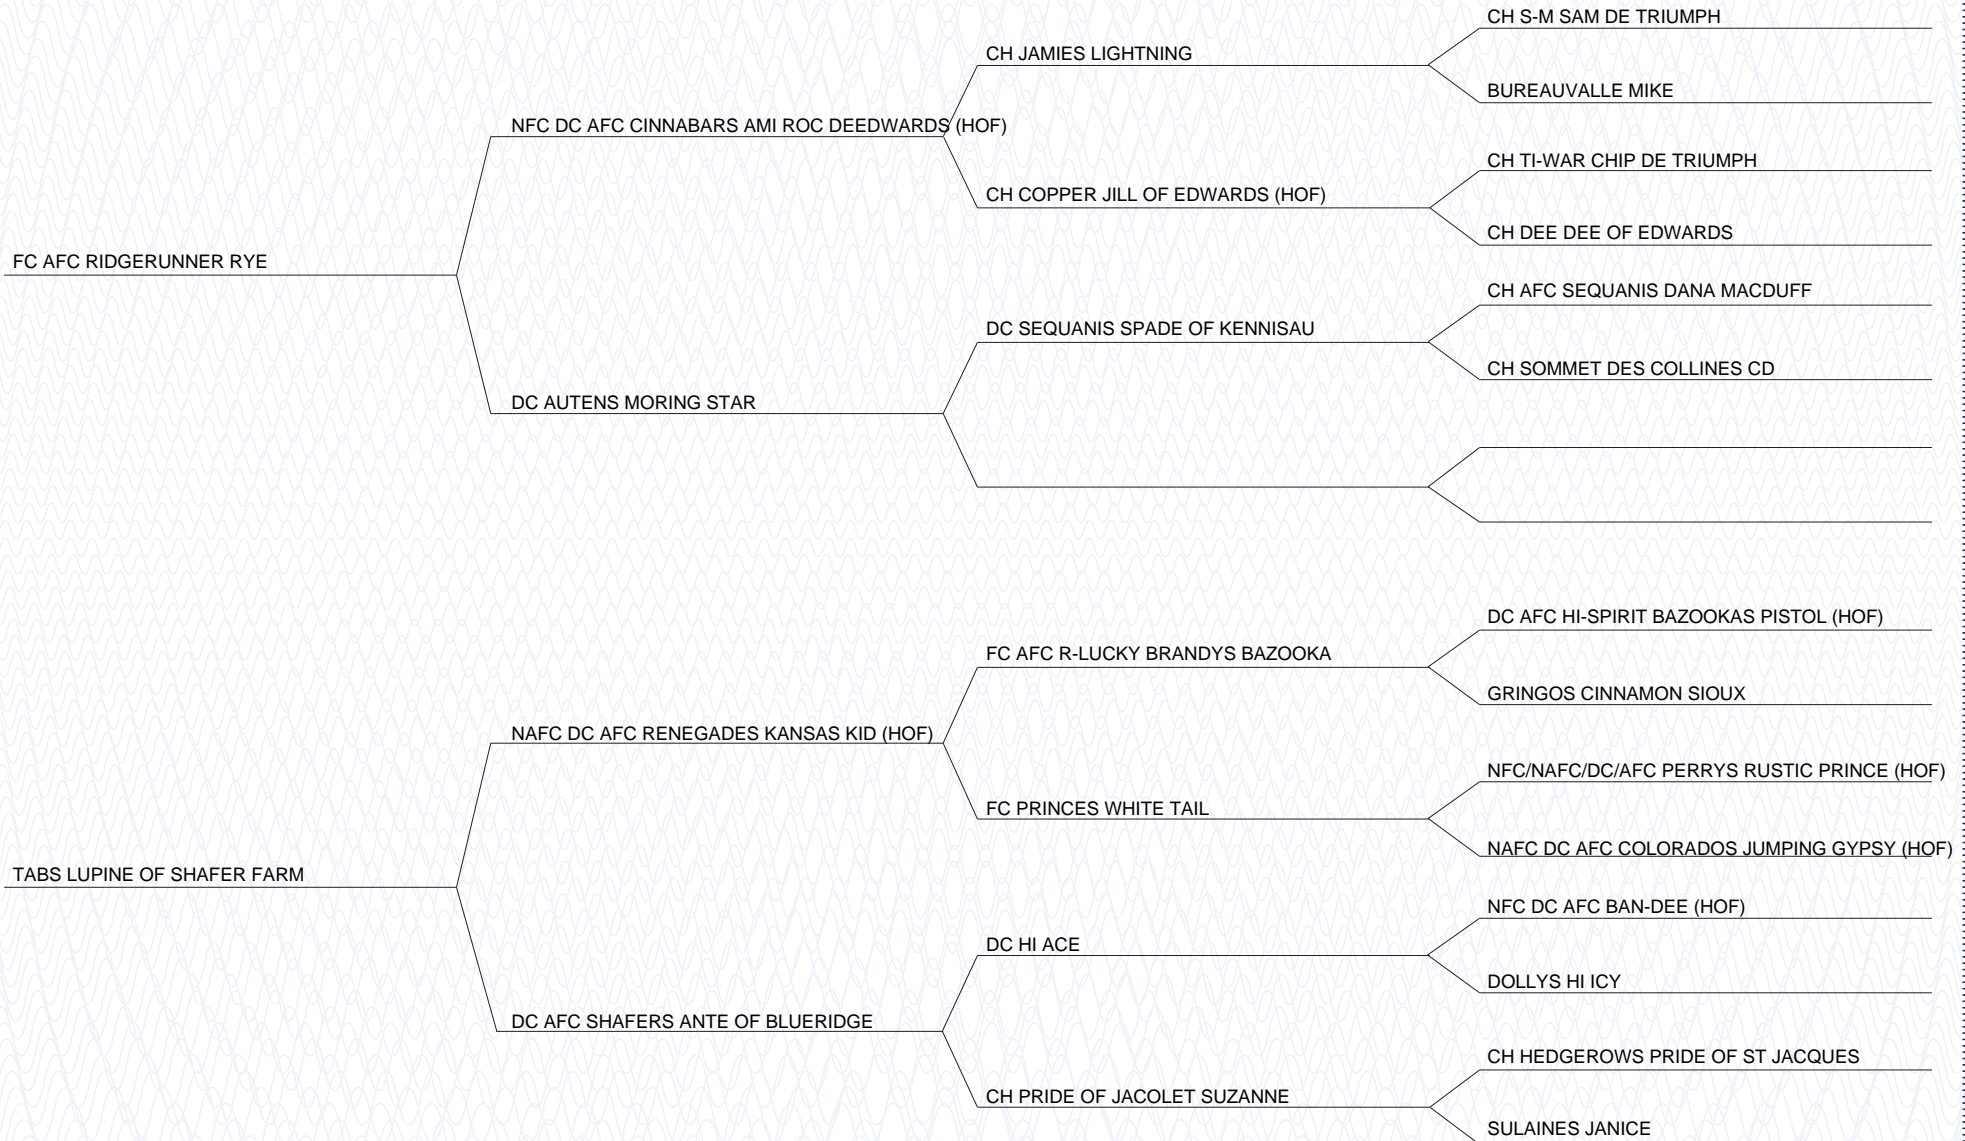 CH S-M SAM DE TRIUMPH
CH JAMIES LIGHTNING
BUREAUVALLE MIKE
NFC DC AFC CINNABARS AMI ROC DEEDWARDS (HOF)
CH TI-WAR CHIP DE TRIUMPH
CH COPPER JILL OF EDWARDS (HOF)
CH DEE DEE OF EDWARDS
FC AFC RIDGERUNNER RYE
CH AFC SEQUANIS DANA MACDUFF
DC SEQUANIS SPADE OF KENNISAU
CH SOMMET DES COLLINES CD
DC AUTENS MORING STAR
DC AFC HI-SPIRIT BAZOOKAS PISTOL (HOF)
FC AFC R-LUCKY BRANDYS BAZOOKA
GRINGOS CINNAMON SIOUX
NAFC DC AFC RENEGADES KANSAS KID (HOF)
NFC/NAFC/DC/AFC PERRYS RUSTIC PRINCE (HOF)
FC PRINCES WHITE TAIL
NAFC DC AFC COLORADOS JUMPING GYPSY (HOF)
TABS LUPINE OF SHAFER FARM
NFC DC AFC BAN-DEE (HOF)
DC HI ACE
DOLLYS HI ICY
DC AFC SHAFERS ANTE OF BLUERIDGE
CH HEDGEROWS PRIDE OF ST JACQUES
CH PRIDE OF JACOLET SUZANNE
SULAINES JANICE